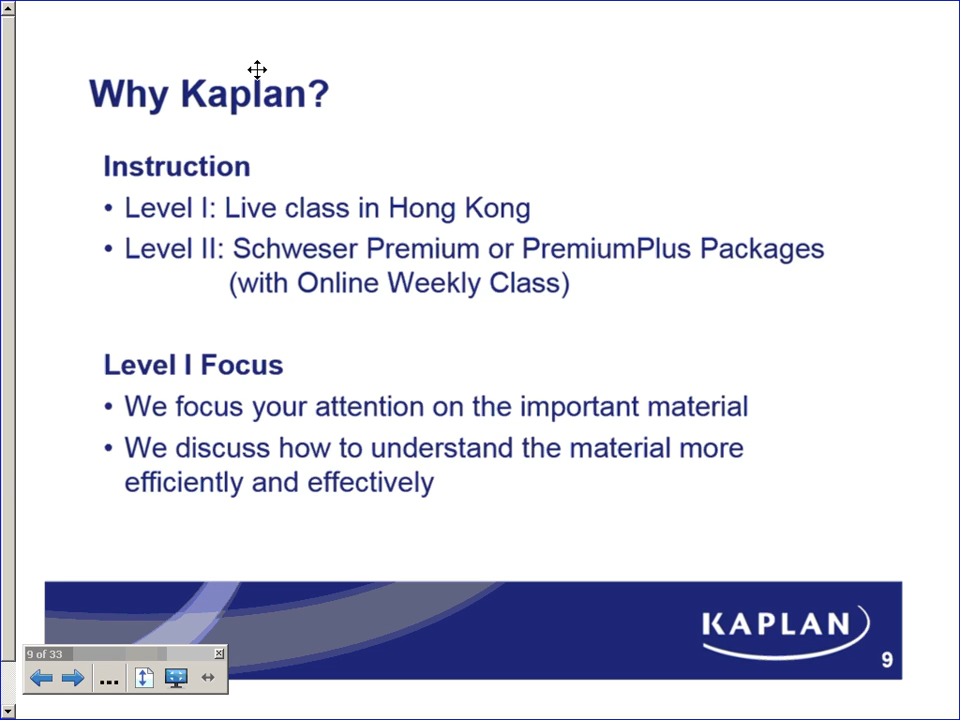 Why Kaplan?
Instruction
• Level I: Live class in Hong Kong
• Level II: Schweser Premium or PremiumPlus Packages
(with Online Weekly Class)
Level I Focus
• We focus your attention on the important material
• We discuss how to understand the material more
efficiently and effectively
KAPLAN
9
9 of 33
...